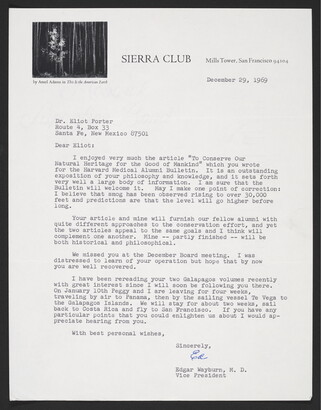 SIERRA CLUB Mills Tower, San Francisco 94104
by Ansel Adams in This Is the American Land
December 29, 1969
Dr. Eliot Porter
Route 4, Box 33
Santa Fe, New Mexico 87501
Dear Eliot:
I enjoyed very much the article "To Conserve Our
Natural Heritage for the Good of Mankind" which you wrote
for the Harvard Medical Alumni Bulletin. It is an outstanding
exposition of your philosophy and knowledge, and it sets forth
very well a large body of information. I am sure that the
Bulletin will welcome it. May I make one point of correction:
I believe that smog has been observed rising to over 30,000
feet and predictions are that the level will go higher before
long.
Your article and mine will furnish our fellow alumni with
quite different approaches to the conservation effort, and yet
the two articles appeal to the same goals and I think will
complement one another. Mine -- partly finished -- will be
both historical and philosophical.
We missed you at the December Board meeting. I was
distressed to learn of your operation but hope that by now
you are well recovered.
I have been rereading your two Galapagos volumes recently
with great interest since I will soon be following you there.
On January 10th Peggy and I are leaving for four weeks,
traveling by air to Panama, then by the sailing vessel Te Vega to
the Galapagos Islands. We will stay for about two weeks, sail
back to Costa Rica and fly to San Francisco. If you have any
particular points that you could enlighten us about I would ap-
preciate hearing from you.
With best personal wishes,
Sincerely,
Ed
Edgar Wayburn, M. D.
Vice President